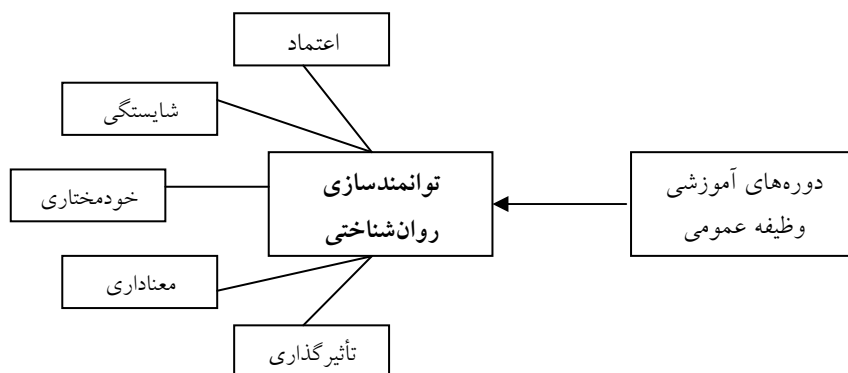 اعتماد
شایستگی
خودمختاری
معناداری
تأثیرگذاری
توانمندسازی
روان‌شناختی
دوره‌های آموزشی
وظیفه عمومی